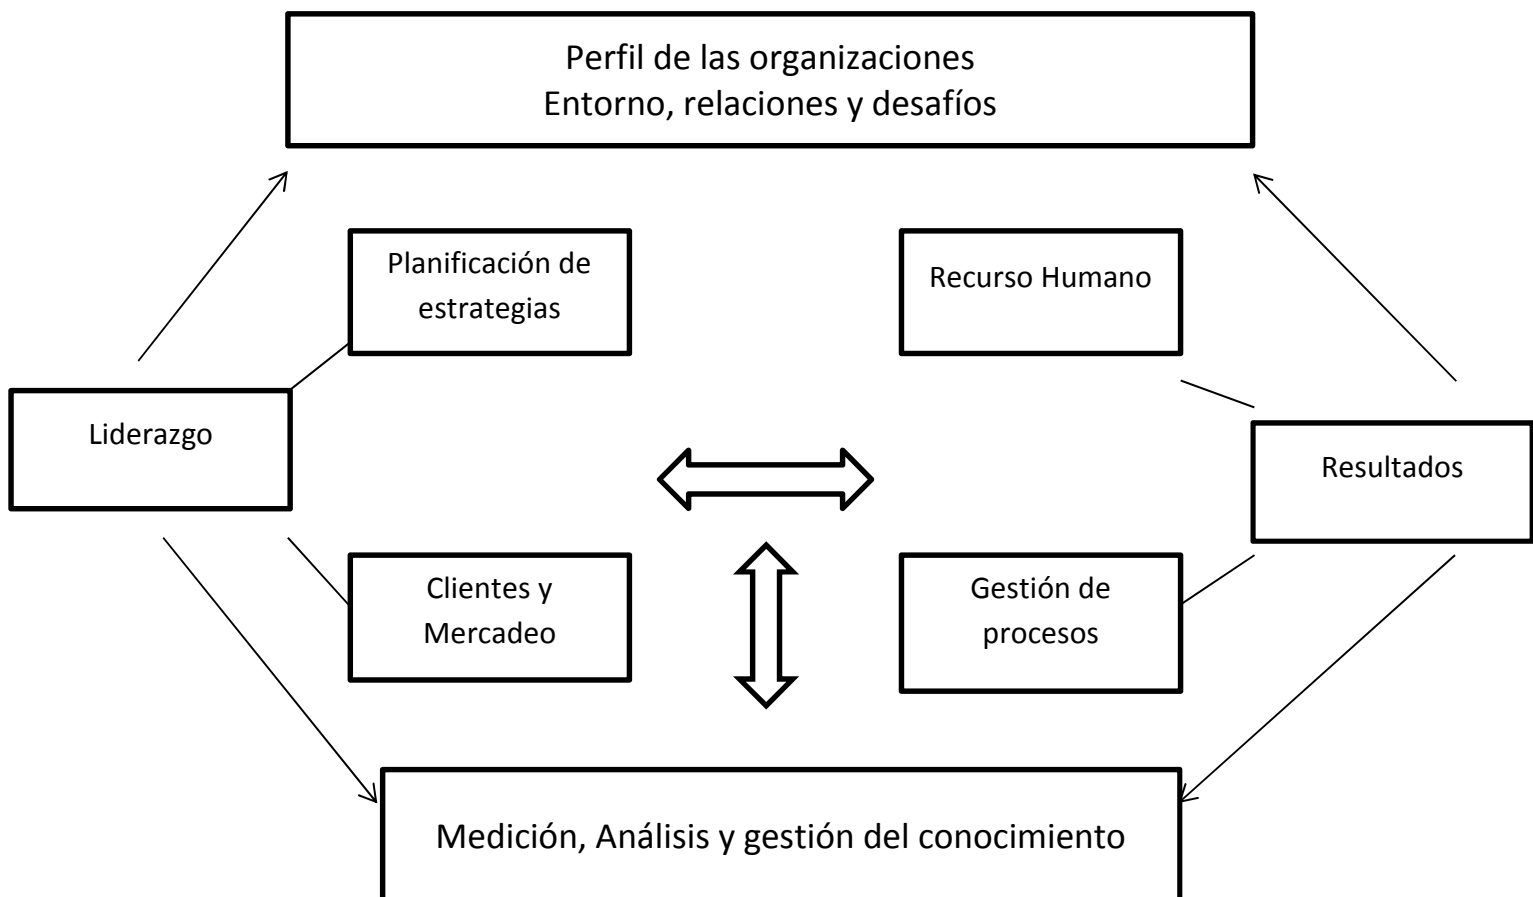 Perfil de las organizaciones
Entorno, relaciones y desafíos
Planificación de
estrategias
Recurso Humano
Liderazgo
Resultados
Clientes y
Mercadeo
Gestión de
procesos
Medición, Análisis y gestión del conocimiento